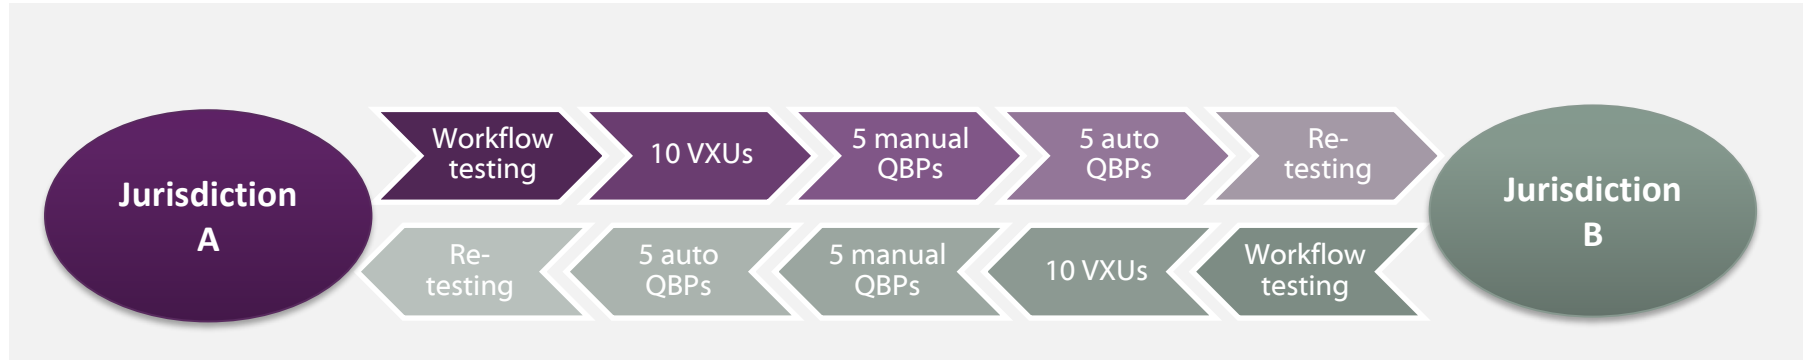 Jurisdiction
A
Workflow
testing
10 VXUs
5 manual
QBPs
5 auto
QBPs
Re-
testing
Re-
testing
5 auto
QBPs
5 manual
QBPs
10 VXUs
Workflow
testing
Jurisdiction
B